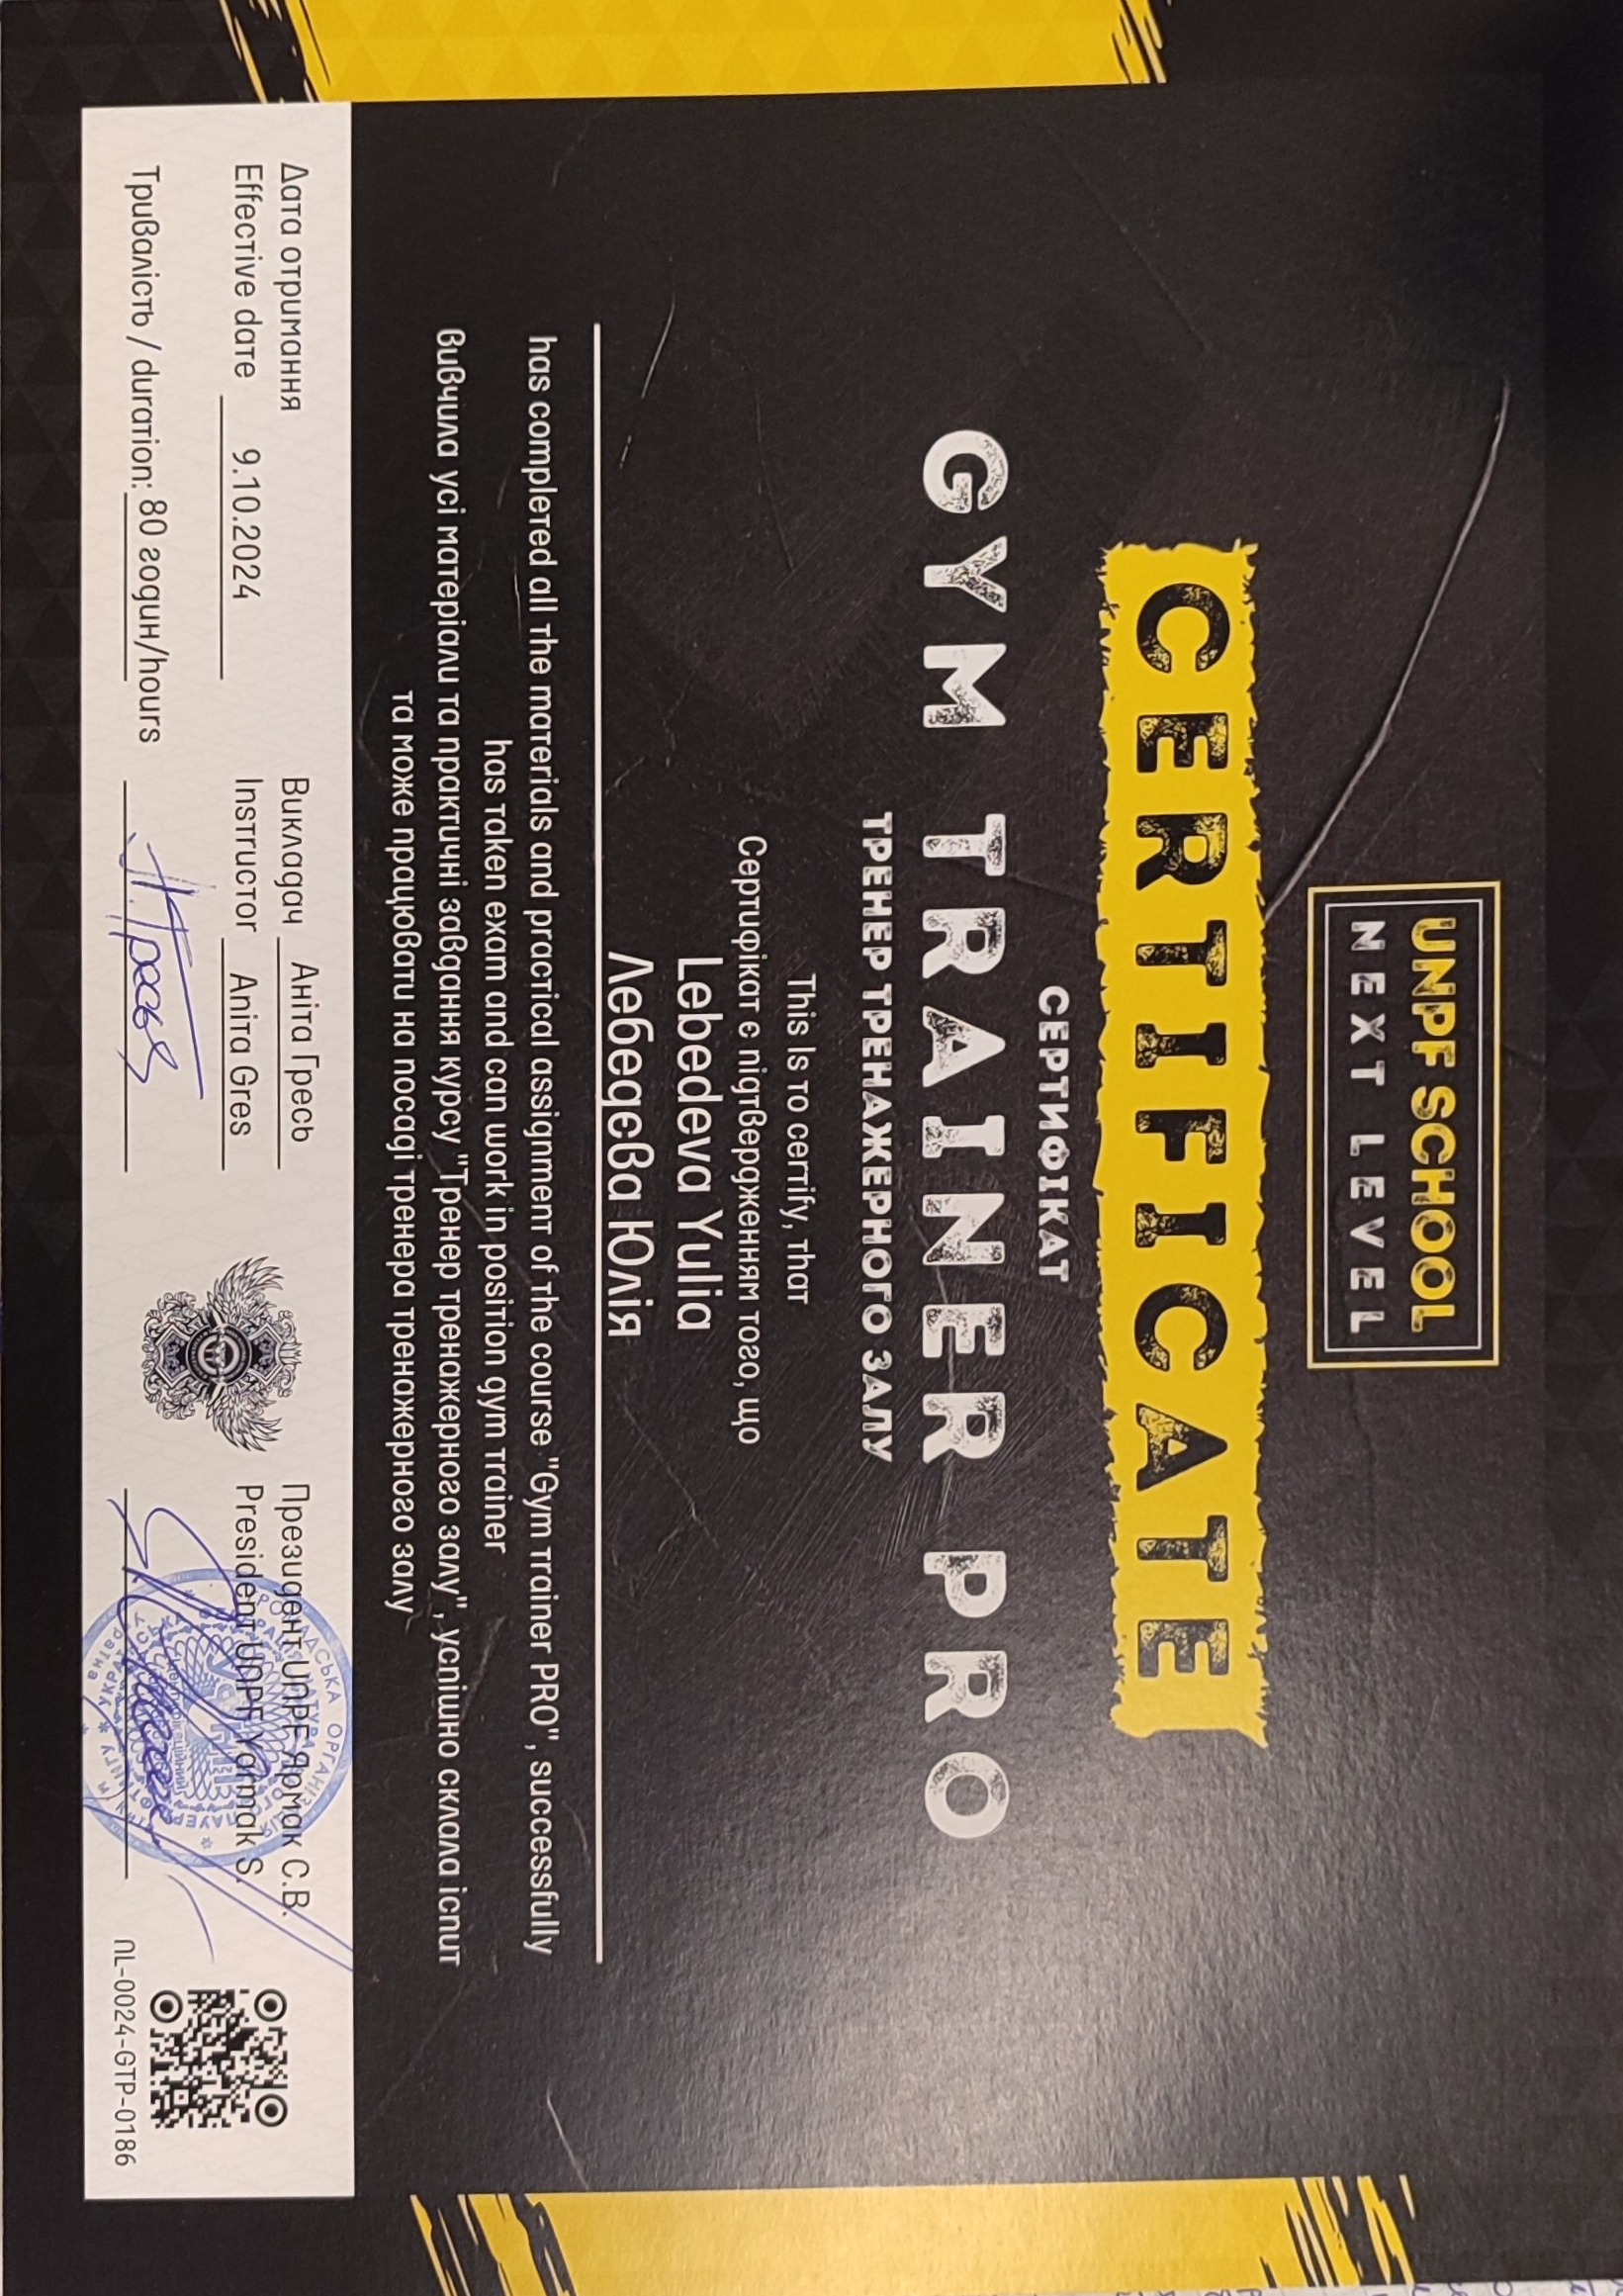 UNPF SCHOOL
NEXT LEVEL
CERTIFICATE
СЕРТИФІКАТ
GYM TRAINER PRO
ТРЕНЕР ТРЕНАЖЕРНОГО ЗАЛУ
This Is to certify, that
Сертифікат є підтвердженням того, що
Lebedeva Yulia
Лебедєва Юлія
has completed all the materials and practical assignment of the course "Gym trainer PRO", successfully
has taken exam and can work in position gym trainer
вивчила усі матеріали та практичні завдання курсу "Тренер тренажерного залу", успішно склала іспит
та може працювати на посаді тренера тренажерного залу
Дата отримання
Effective date 9.10.2024
Тривалість / duration: 80 годин/hours
Викладач Аніта Гресь
Instructor Anita Gres
Президент UNPF Ярмак С.В.
President UNPF Yarmak S.
NL-0024-GTP-0186